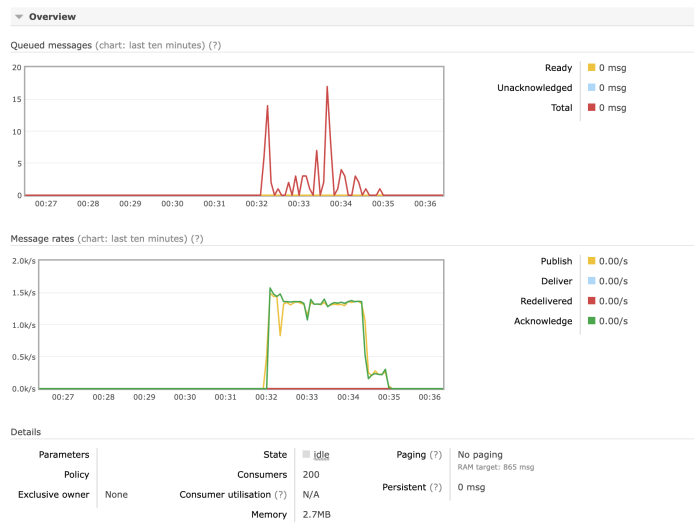 Overview
Queued messages (chart: last ten minutes) (?)
20
15
10
5
0
00:27 00:28 00:29 00:30 00:31 00:32 00:33 00:34 00:35 00:36
Ready 0 msg
Unacknowledged 0 msg
Total 0 msg
Message rates (chart: last ten minutes) (?)
2.0k/s
1.5k/s
1.0k/s
0.5k/s
0.0k/s
00:27 00:28 00:29 00:30 00:31 00:32 00:33 00:34 00:35 00:36
Publish 0.00/s
Deliver 0.00/s
Redelivered 0.00/s
Acknowledge 0.00/s
Details
Parameters
Policy
Exclusive owner None
State idle
Consumers 200
Consumer utilisation (?) N/A
Memory 2.7MB
Paging (?) No paging
RAM target: 865 msg
Persistent (?) 0 msg